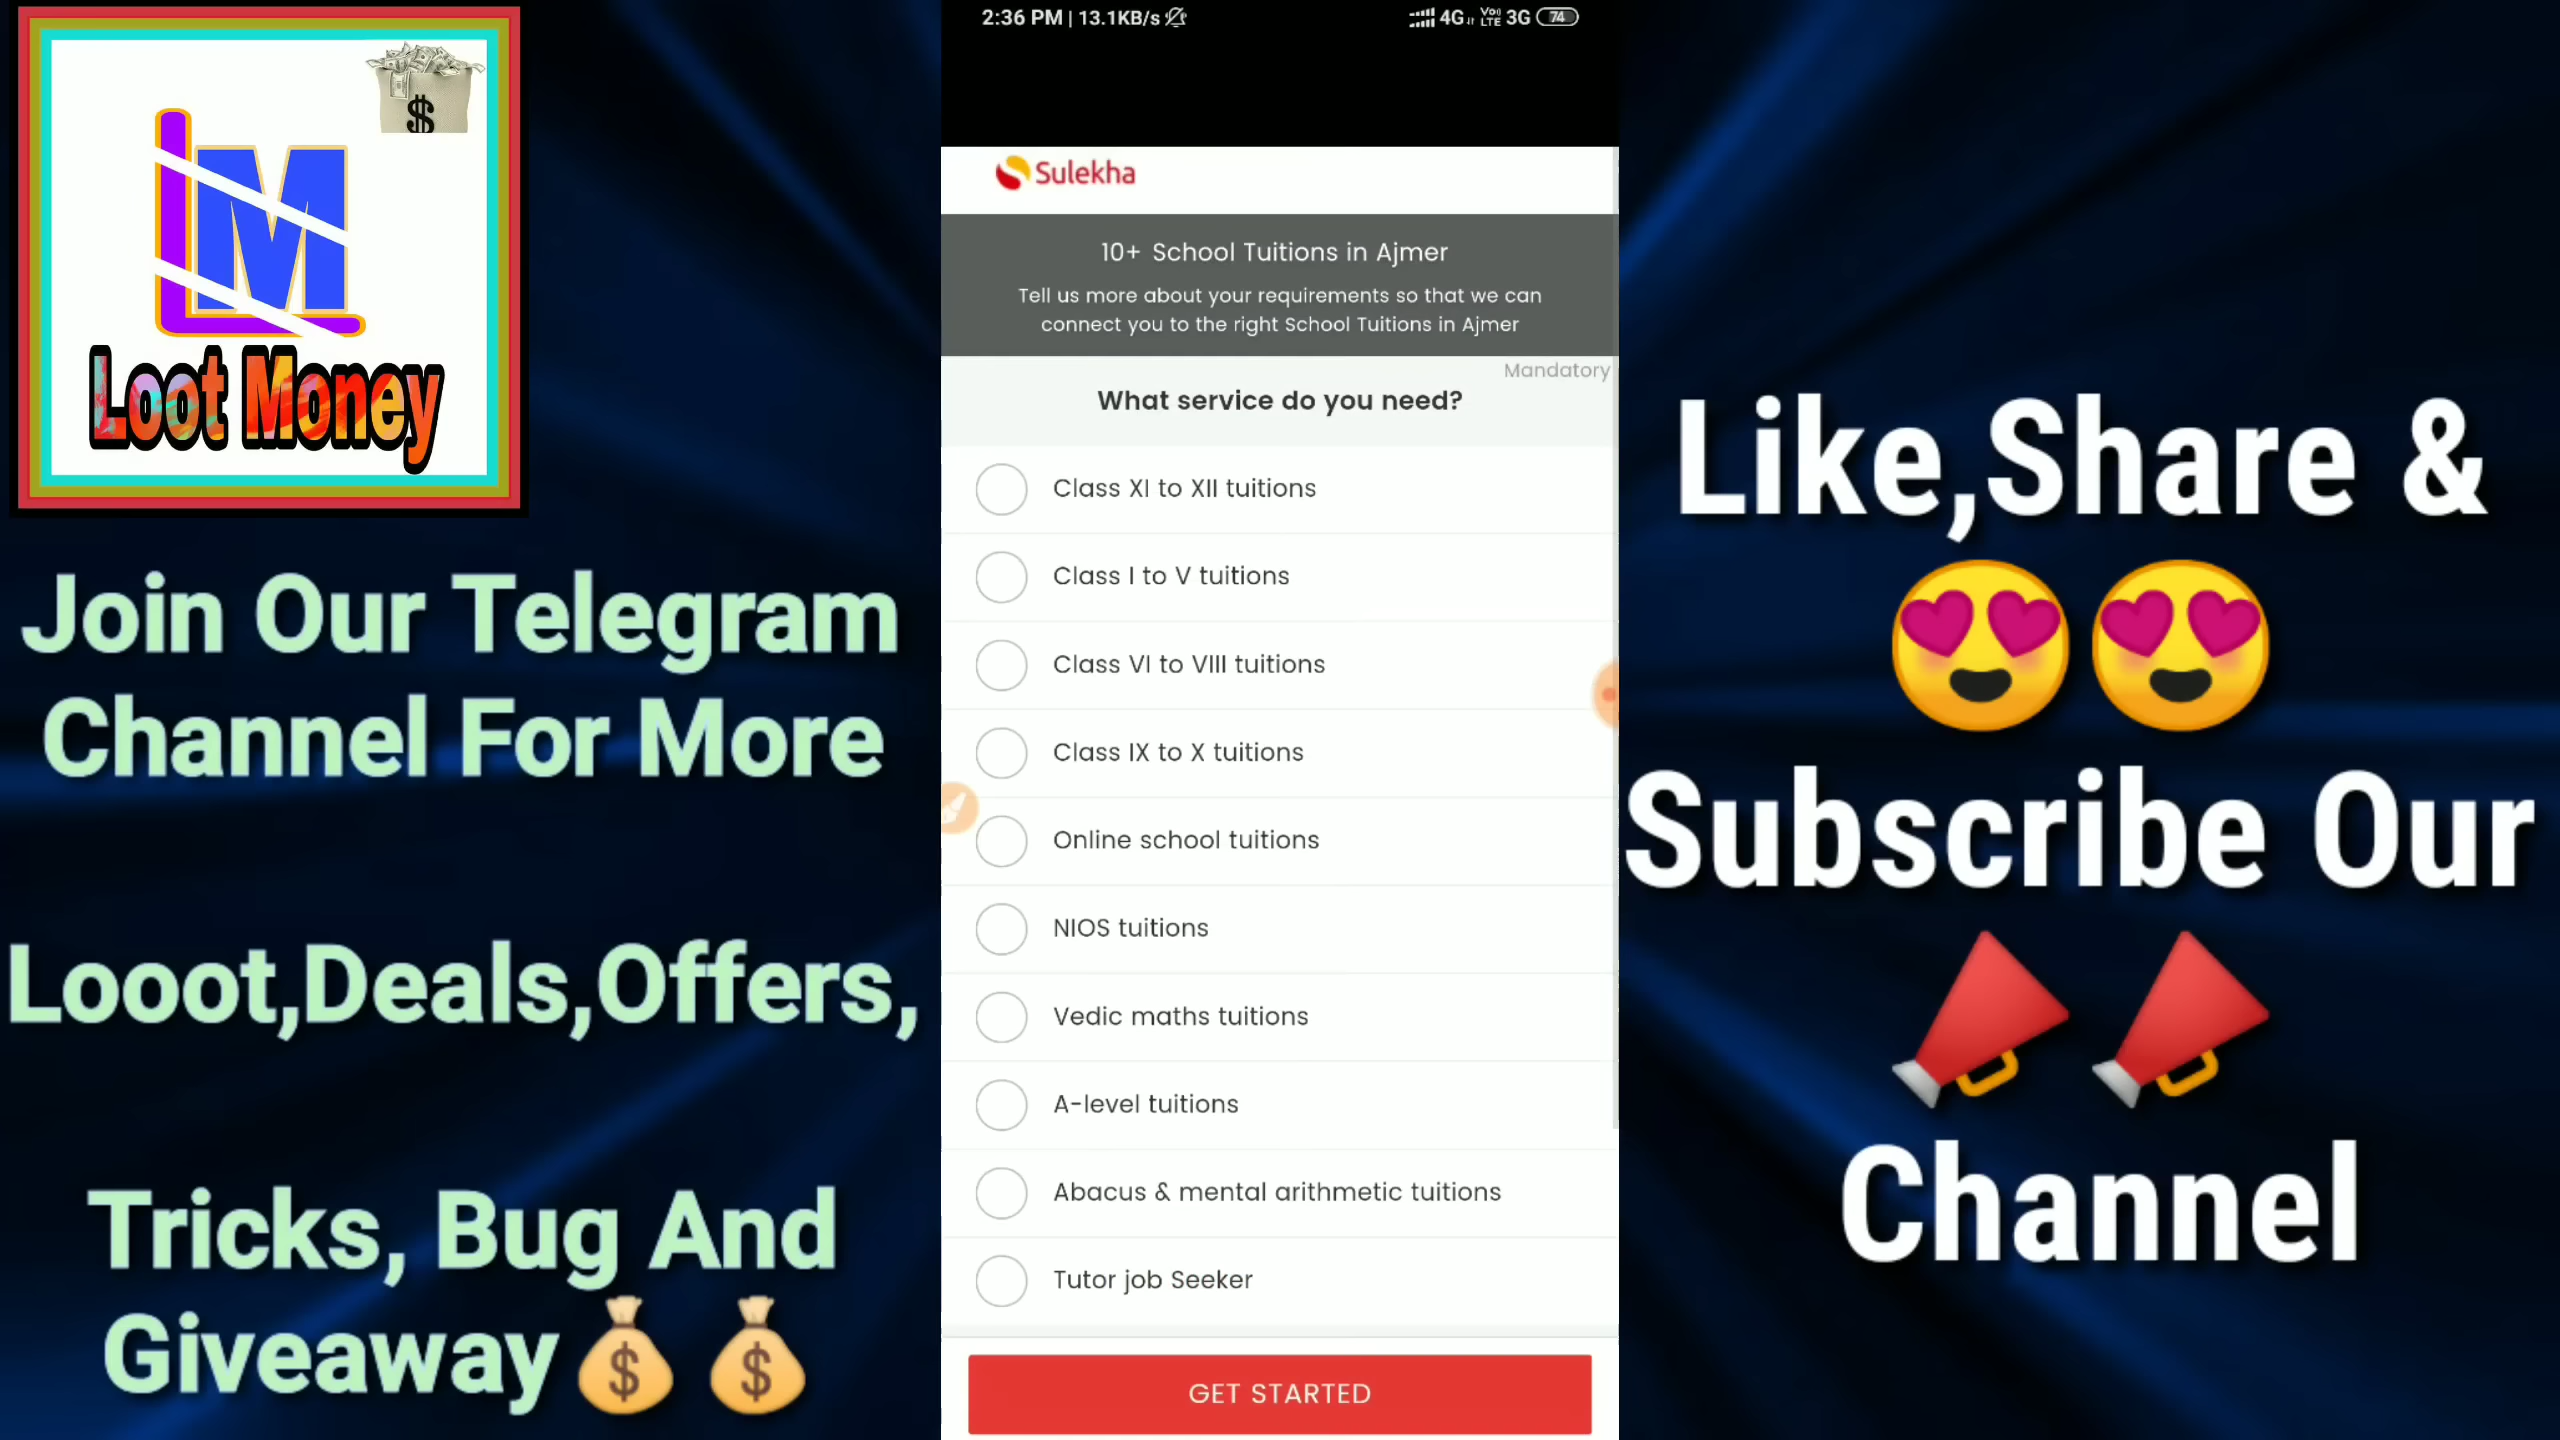 LM
Loot Money
$
Join Our Telegram
Channel For More
Looot,Deals,Offers,
Tricks, Bug And
Giveaway
2:36 PM | 13.1KB/s
4G Vo) LTE 3G 74
Sulekha
10+ School Tuitions in Ajmer
Tell us more about your requirements so that we can
connect you to the right School Tuitions in Ajmer
Mandatory
What service do you need?
Class XI to XII tuitions
Class I to V tuitions
Class VI to VIII tuitions
Class IX to X tuitions
Online school tuitions
NIOS tuitions
Vedic maths tuitions
A-level tuitions
Abacus & mental arithmetic tuitions
Tutor job Seeker
GET STARTED
Like,Share &
Subscribe Our
Channel